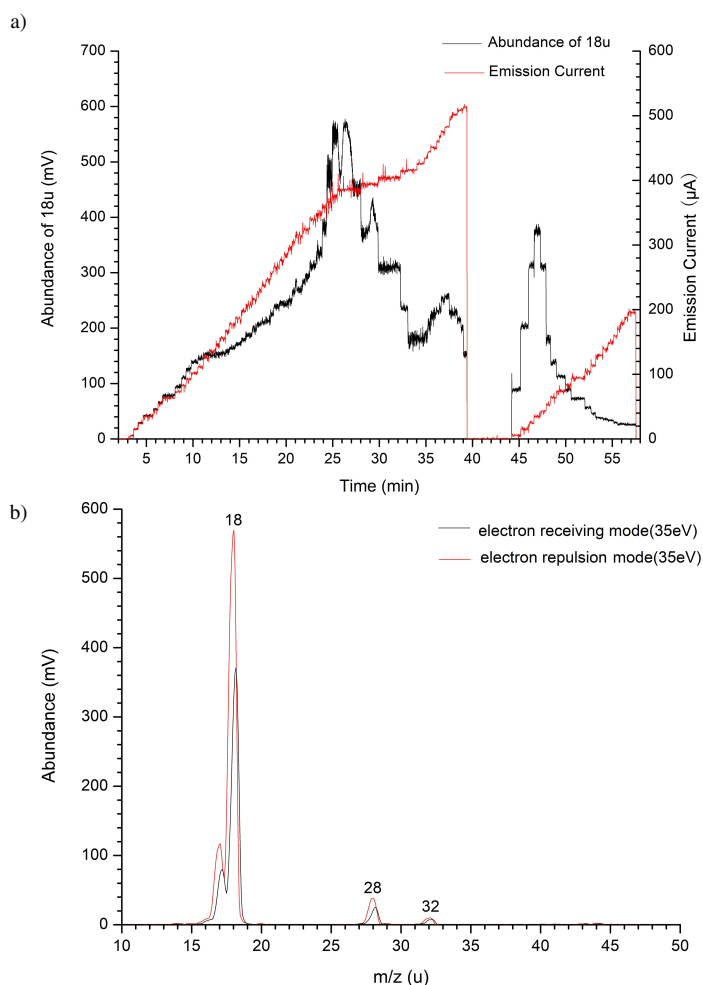 a)
700
600
500
400
300
200
100
0
Abundance of 18u (mV)
Abundance of 18u
Emission Current
600
500
400
300
200
100
0
Emission Current (μA)
5 10 15 20 25 30 35 40 45 50 55
Time (min)
b)
600
500
400
300
200
100
0
Abundance (mV)
electron receiving mode(35eV)
electron repulsion mode(35eV)
18
28
32
10 15 20 25 30 35 40 45 50
m/z (u)